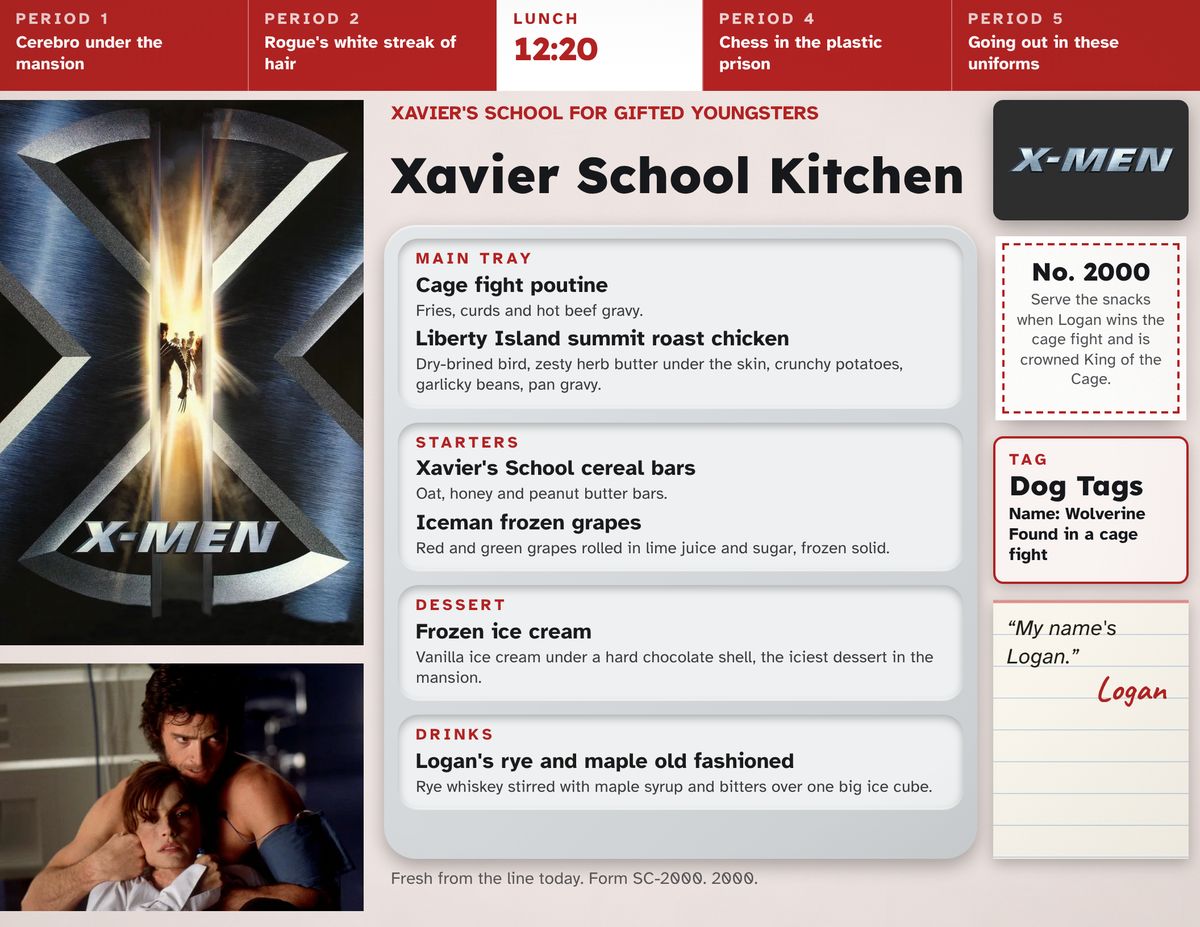 PERIOD 1
Cerebro under the
mansion
PERIOD 2
Rogue's white streak of
hair
LUNCH
12:20
PERIOD 4
Chess in the plastic
prison
PERIOD 5
Going out in these
uniforms
X-MEN
XAVIER'S SCHOOL FOR GIFTED YOUNGSTERS
Xavier School Kitchen
MAIN TRAY
Cage fight poutine
Fries, curds and hot beef gravy.
Liberty Island summit roast chicken
Dry-brined bird, zesty herb butter under the skin, crunchy potatoes,
garlicky beans, pan gravy.
STARTERS
Xavier's School cereal bars
Oat, honey and peanut butter bars.
Iceman frozen grapes
Red and green grapes rolled in lime juice and sugar, frozen solid.
DESSERT
Frozen ice cream
Vanilla ice cream under a hard chocolate shell, the iciest dessert in the
mansion.
DRINKS
Logan's rye and maple old fashioned
Rye whiskey stirred with maple syrup and bitters over one big ice cube.
Fresh from the line today. Form SC-2000. 2000.
X-MEN
No. 2000
Serve the snacks
when Logan wins the
cage fight and is
crowned King of the
Cage.
TAG
Dog Tags
Name: Wolverine
Found in a cage
fight
“My name's
Logan.”
Logan